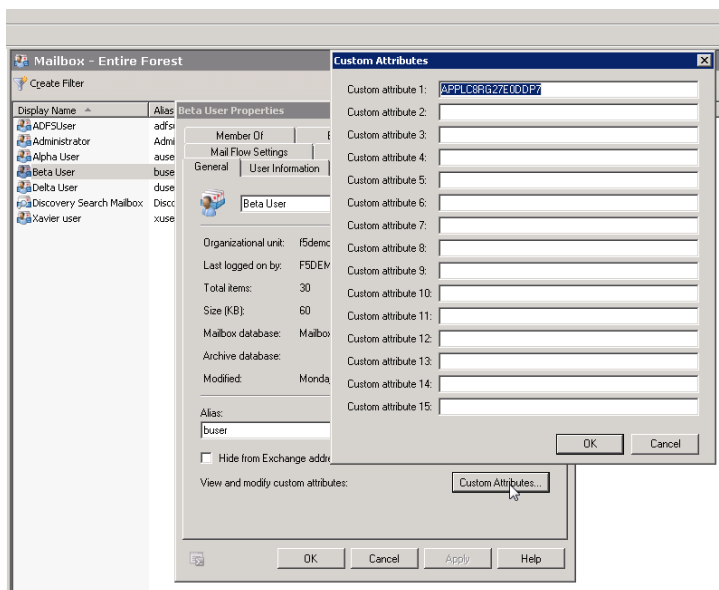 Mailbox - Entire Forest
Create Filter
Display Name
Alias
ADFSUser
Administrator
Alpha User
Beta User
buse
Delta User
duse
Discovery Search Mailbox
Disco
Xavier user
xuse
Beta User Properties
Member Of
Mail Flow Settings
General
User Information
Beta User
Organizational unit: f5demo
Last logged on by: F5DEM
Total items: 30
Size (KB): 60
Mailbox database: Mailbox
Archive database:
Modified: Monda
Alias:
buser
Hide from Exchange addre
View and modify custom attributes:
Custom Attributes...
OK
Cancel
Apply
Help
Custom Attributes
Custom attribute 1: APPLC8RG27E0DDP7
Custom attribute 2:
Custom attribute 3:
Custom attribute 4:
Custom attribute 5:
Custom attribute 6:
Custom attribute 7:
Custom attribute 8:
Custom attribute 9:
Custom attribute 10:
Custom attribute 11:
Custom attribute 12:
Custom attribute 13:
Custom attribute 14:
Custom attribute 15:
OK
Cancel